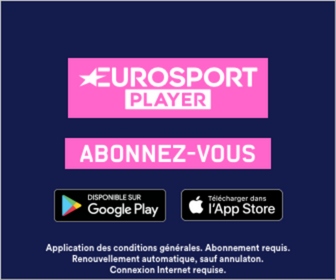 EUROSPORT
PLAYER
ABONNEZ-VOUS
DISPONIBLE SUR
Google Play
Télécharger dans
l'App Store
Application des conditions générales. Abonnement requis.
Renouvellement automatique, sauf annulaton.
Connexion Internet requise.